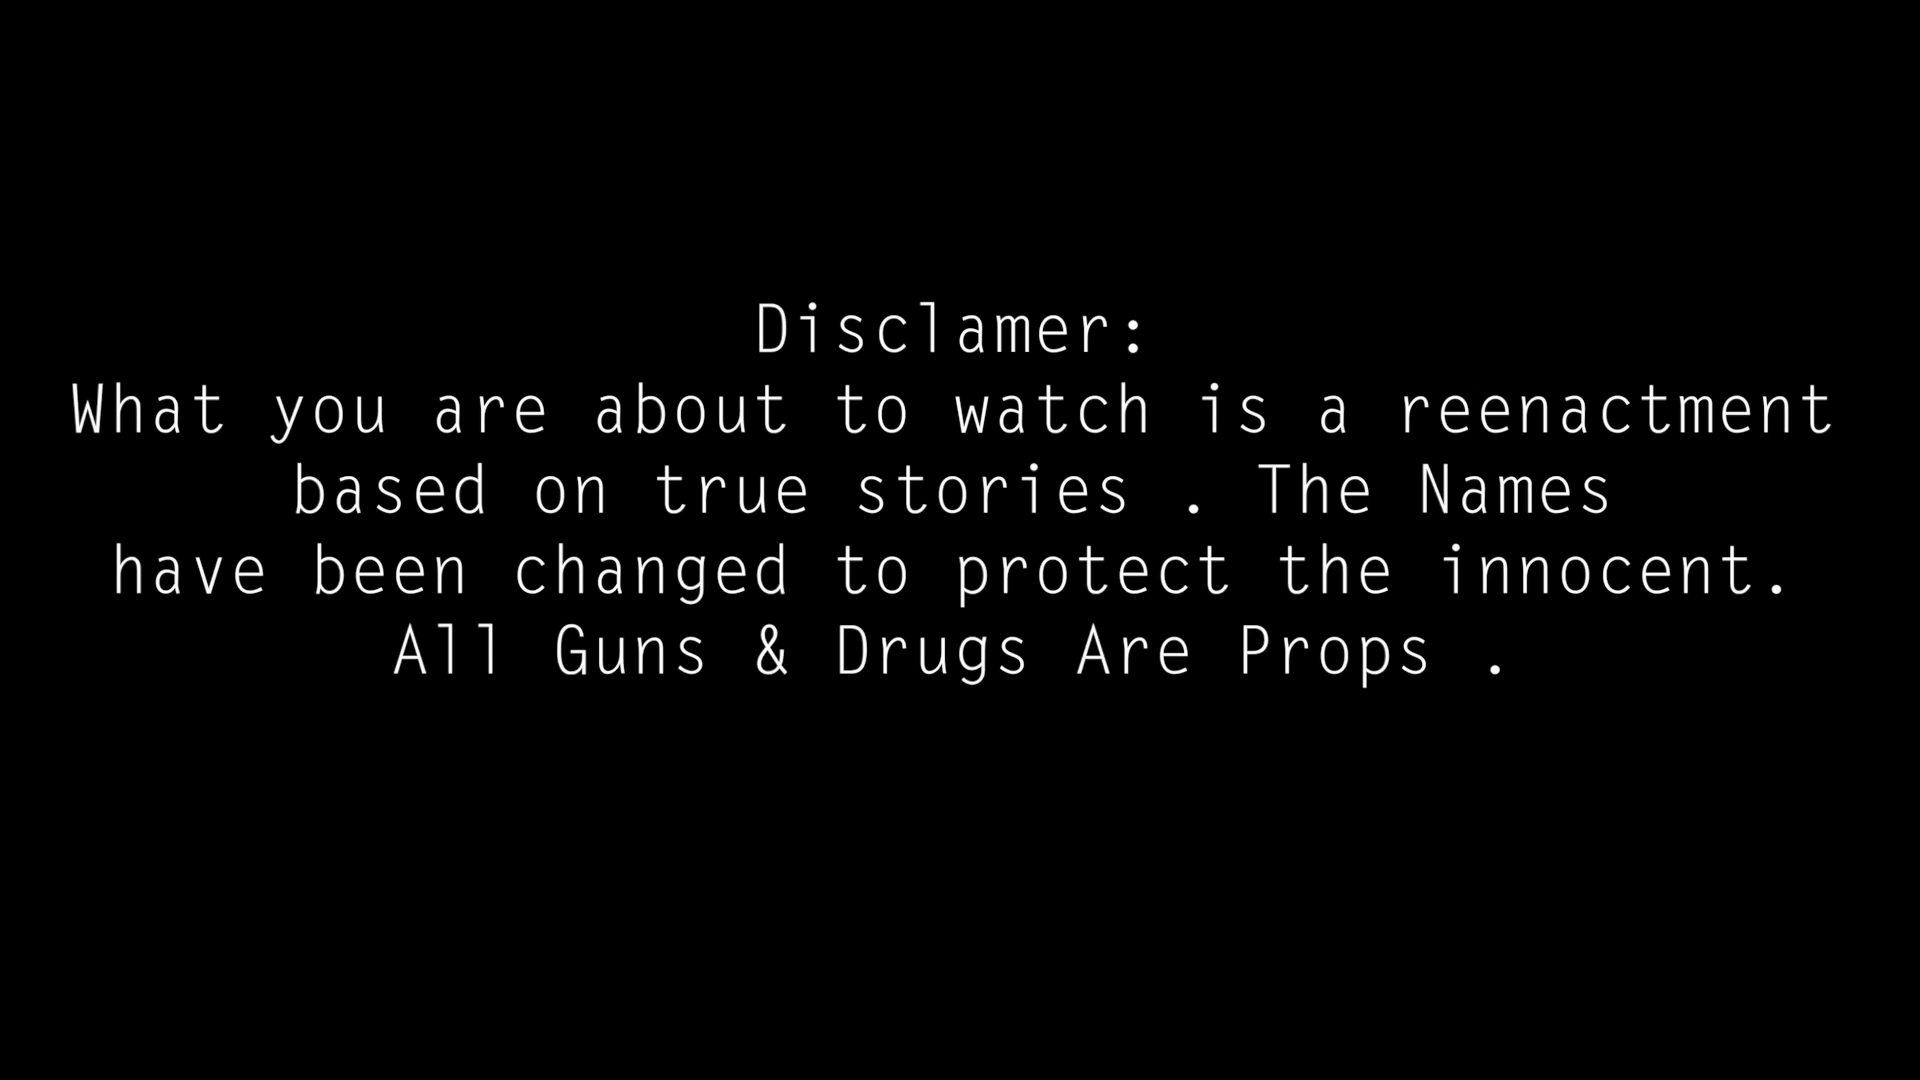 Disclamer:
What you are about to watch is a reenactment
based on true stories . The Names
have been changed to protect the innocent.
All Guns & Drugs Are Props .